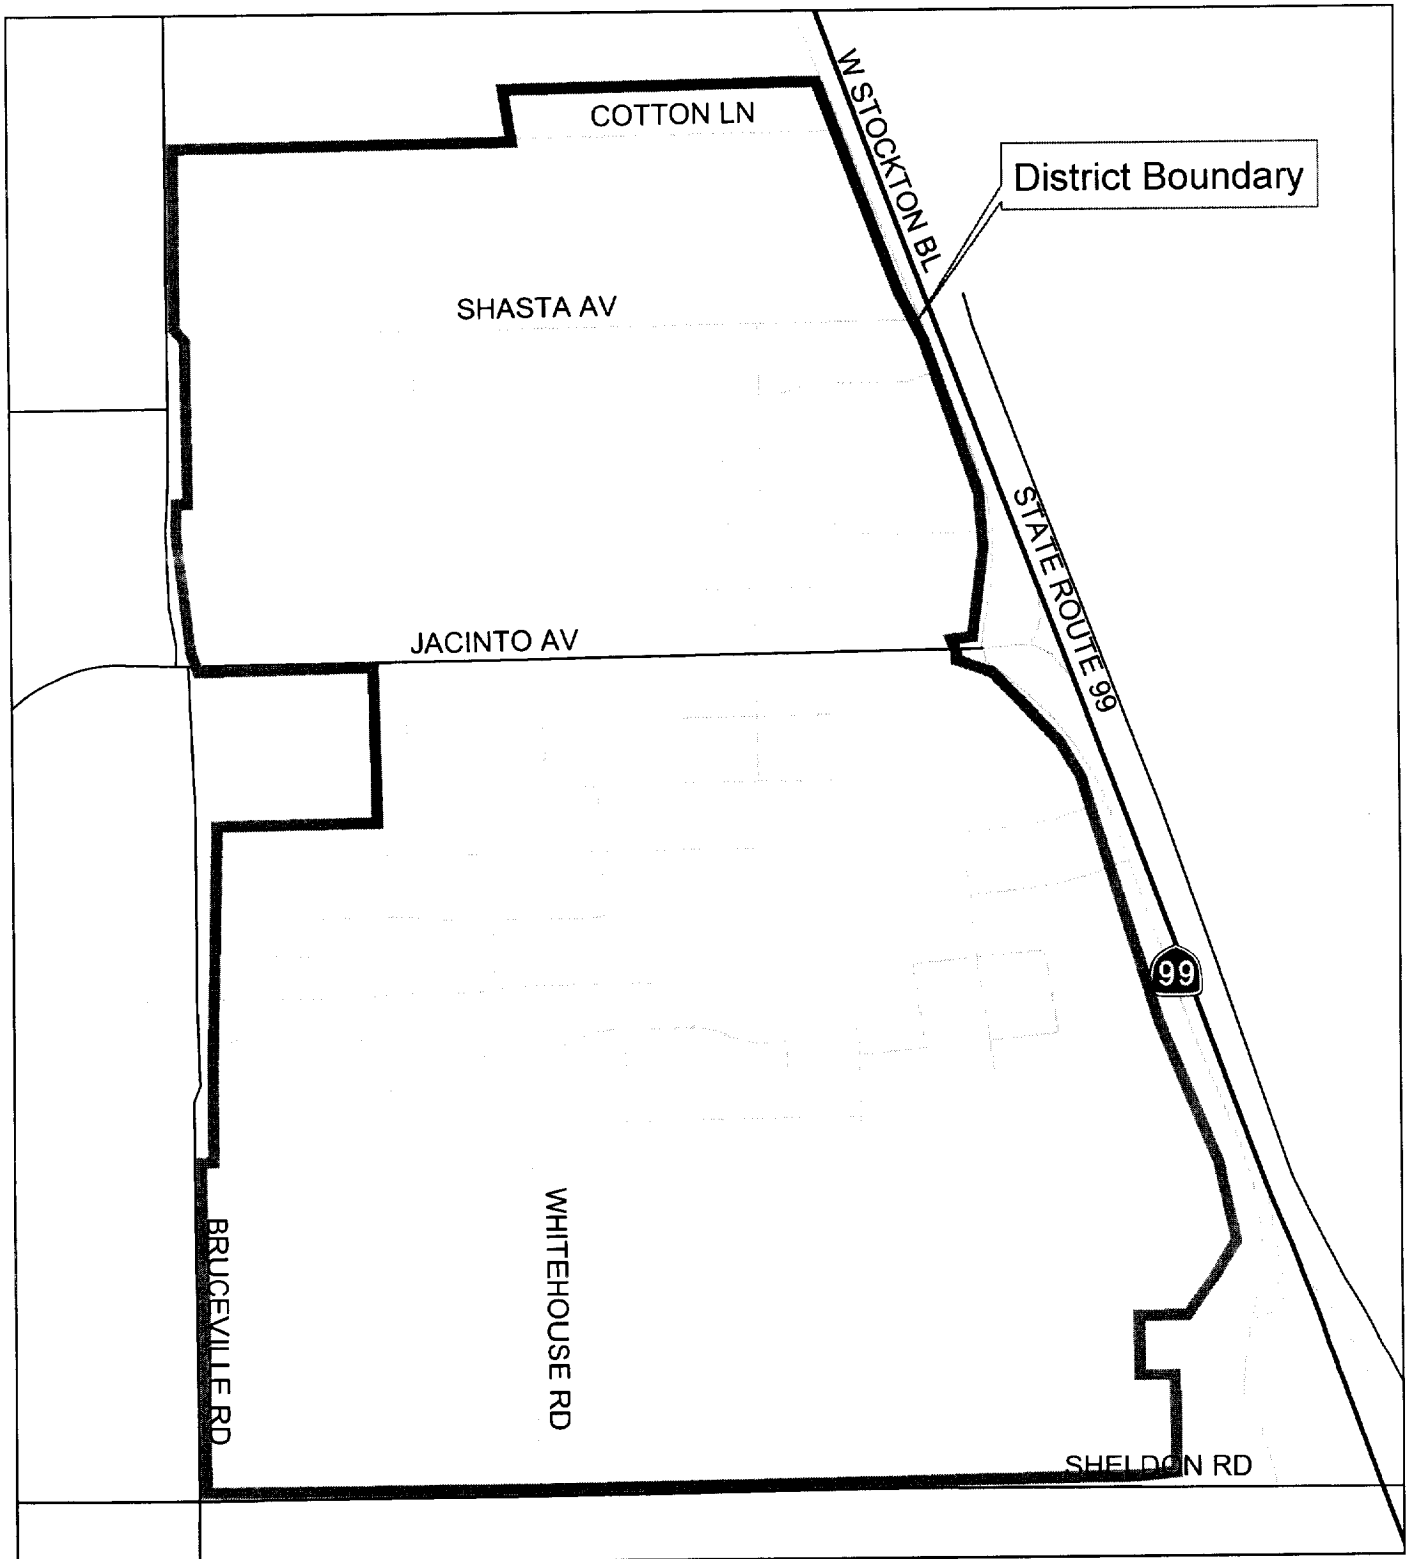 COTTON LN
W STOCKTON BL
District Boundary
SHASTA AV
STATE ROUTE 99
JACINTO AV
99
BRUCEVILLE RD
WHITEHOUSE RD
SHELDON RD